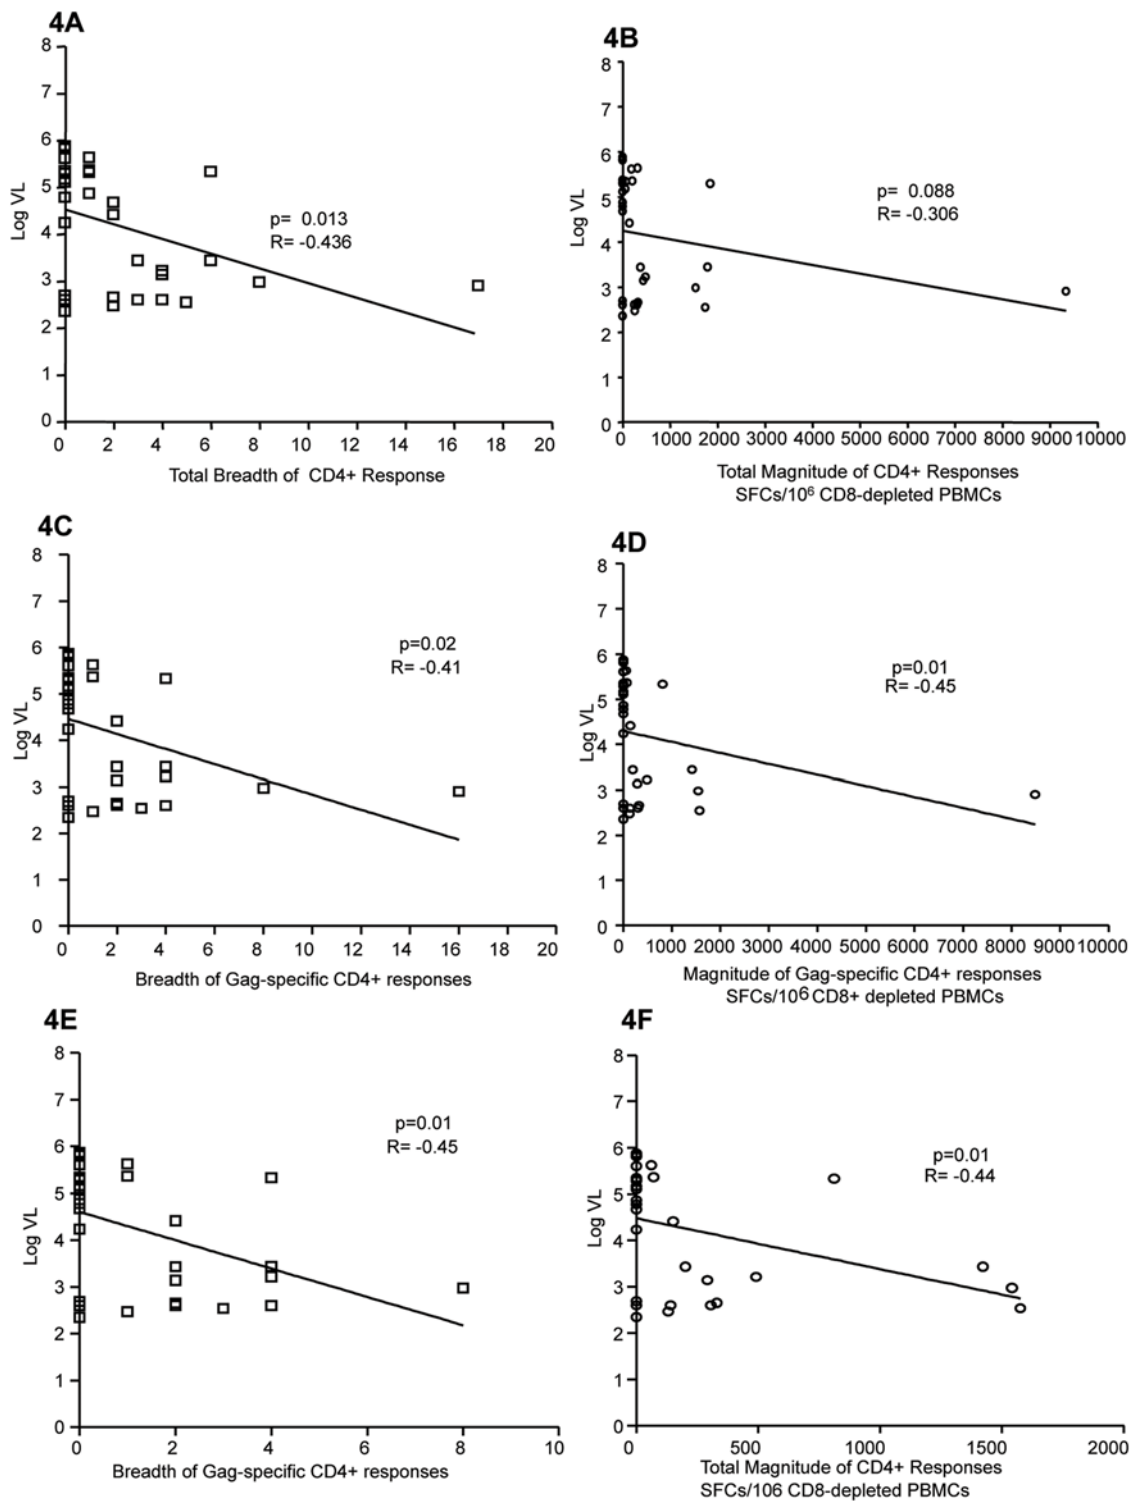 4A
8
7
6
5
4
3
2
1
0
Log VL
p= 0.013
R= -0.436
0 2 4 6 8 10 12 14 16 18 20
Total Breadth of CD4+ Response
4B
8
7
6
5
4
3
2
1
0
Log VL
p= 0.088
R= -0.306
0 1000 2000 3000 4000 5000 6000 7000 8000 9000 10000
Total Magnitude of CD4+ Responses
SFCs/10⁶ CD8-depleted PBMCs
4C
8
7
6
5
4
3
2
1
0
Log VL
p=0.02
R= -0.41
0 2 4 6 8 10 12 14 16 18 20
Breadth of Gag-specific CD4+ responses
4D
8
7
6
5
4
3
2
1
0
Log VL
p=0.01
R= -0.45
0 1000 2000 3000 4000 5000 6000 7000 8000 9000 10000
Magnitude of Gag-specific CD4+ responses
SFCs/10⁶ CD8+ depleted PBMCs
4E
8
7
6
5
4
3
2
1
0
Log VL
p=0.01
R= -0.45
0 2 4 6 8 10
Breadth of Gag-specific CD4+ responses
4F
8
7
6
5
4
3
2
1
0
Log VL
p=0.01
R= -0.44
0 500 1000 1500 2000
Total Magnitude of CD4+ Responses
SFCs/106 CD8-depleted PBMCs